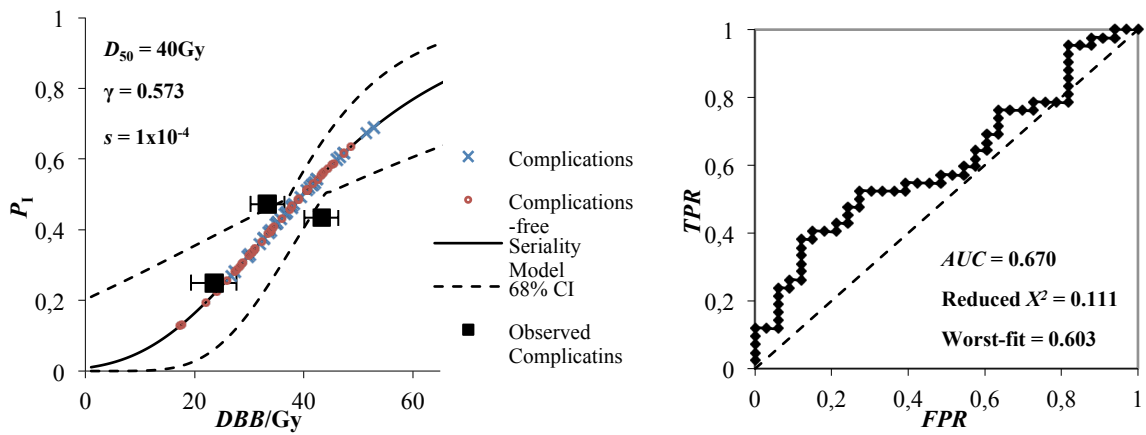 1
0,8
0,6
0,4
0,2
0
P_I
D_50 = 40Gy
γ = 0.573
s = 1x10^-4
0 20 40 60
DBB/Gy
Complications
Complications
-free
Seriality
Model
68% CI
Observed
Complicatins
1
0,8
0,6
0,4
0,2
0
TPR
AUC = 0.670
Reduced X² = 0.111
Worst-fit = 0.603
0 0,2 0,4 0,6 0,8 1
FPR